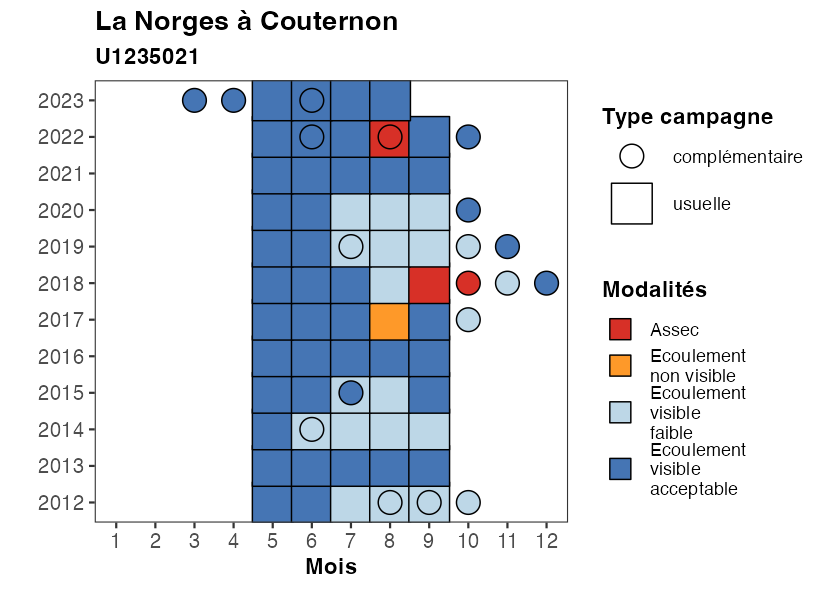 La Norges à Couternon
U1235021
2023
2022
2021
2020
2019
2018
2017
2016
2015
2014
2013
2012
1 2 3 4 5 6 7 8 9 10 11 12
Mois
Type campagne
complémentaire
usuelle
Modalités
Assec
Ecoulement
non visible
Ecoulement
visible
faible
Ecoulement
visible
acceptable